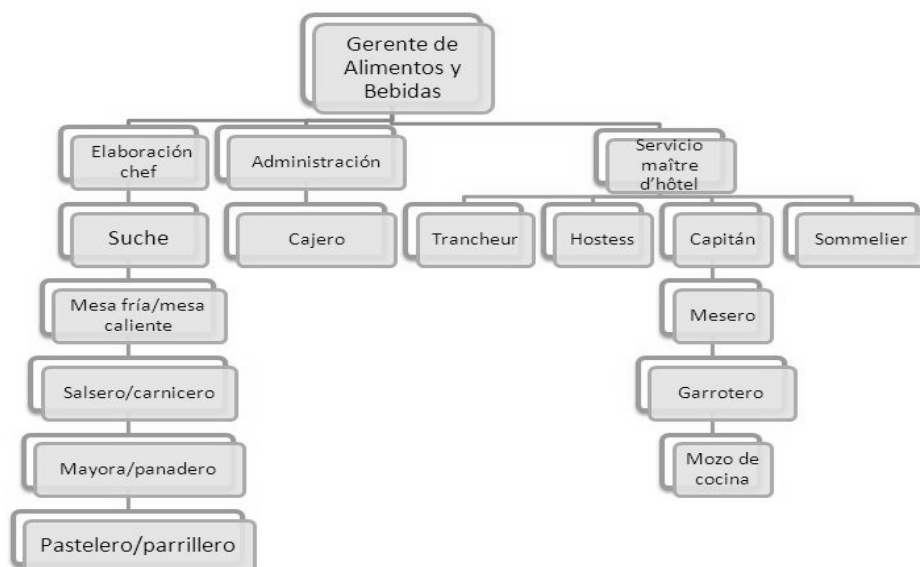 Gerente de
Alimentos y
Bebidas
Elaboración
chef
Administración
Servicio
maître
d'hôtel
Suche
Cajero
Trancheur
Hostess
Capitán
Sommelier
Mesa fría/mesa
caliente
Mesero
Salsero/carnicero
Garrotero
Mayora/panadero
Mozo de
cocina
Pastelero/parrillero